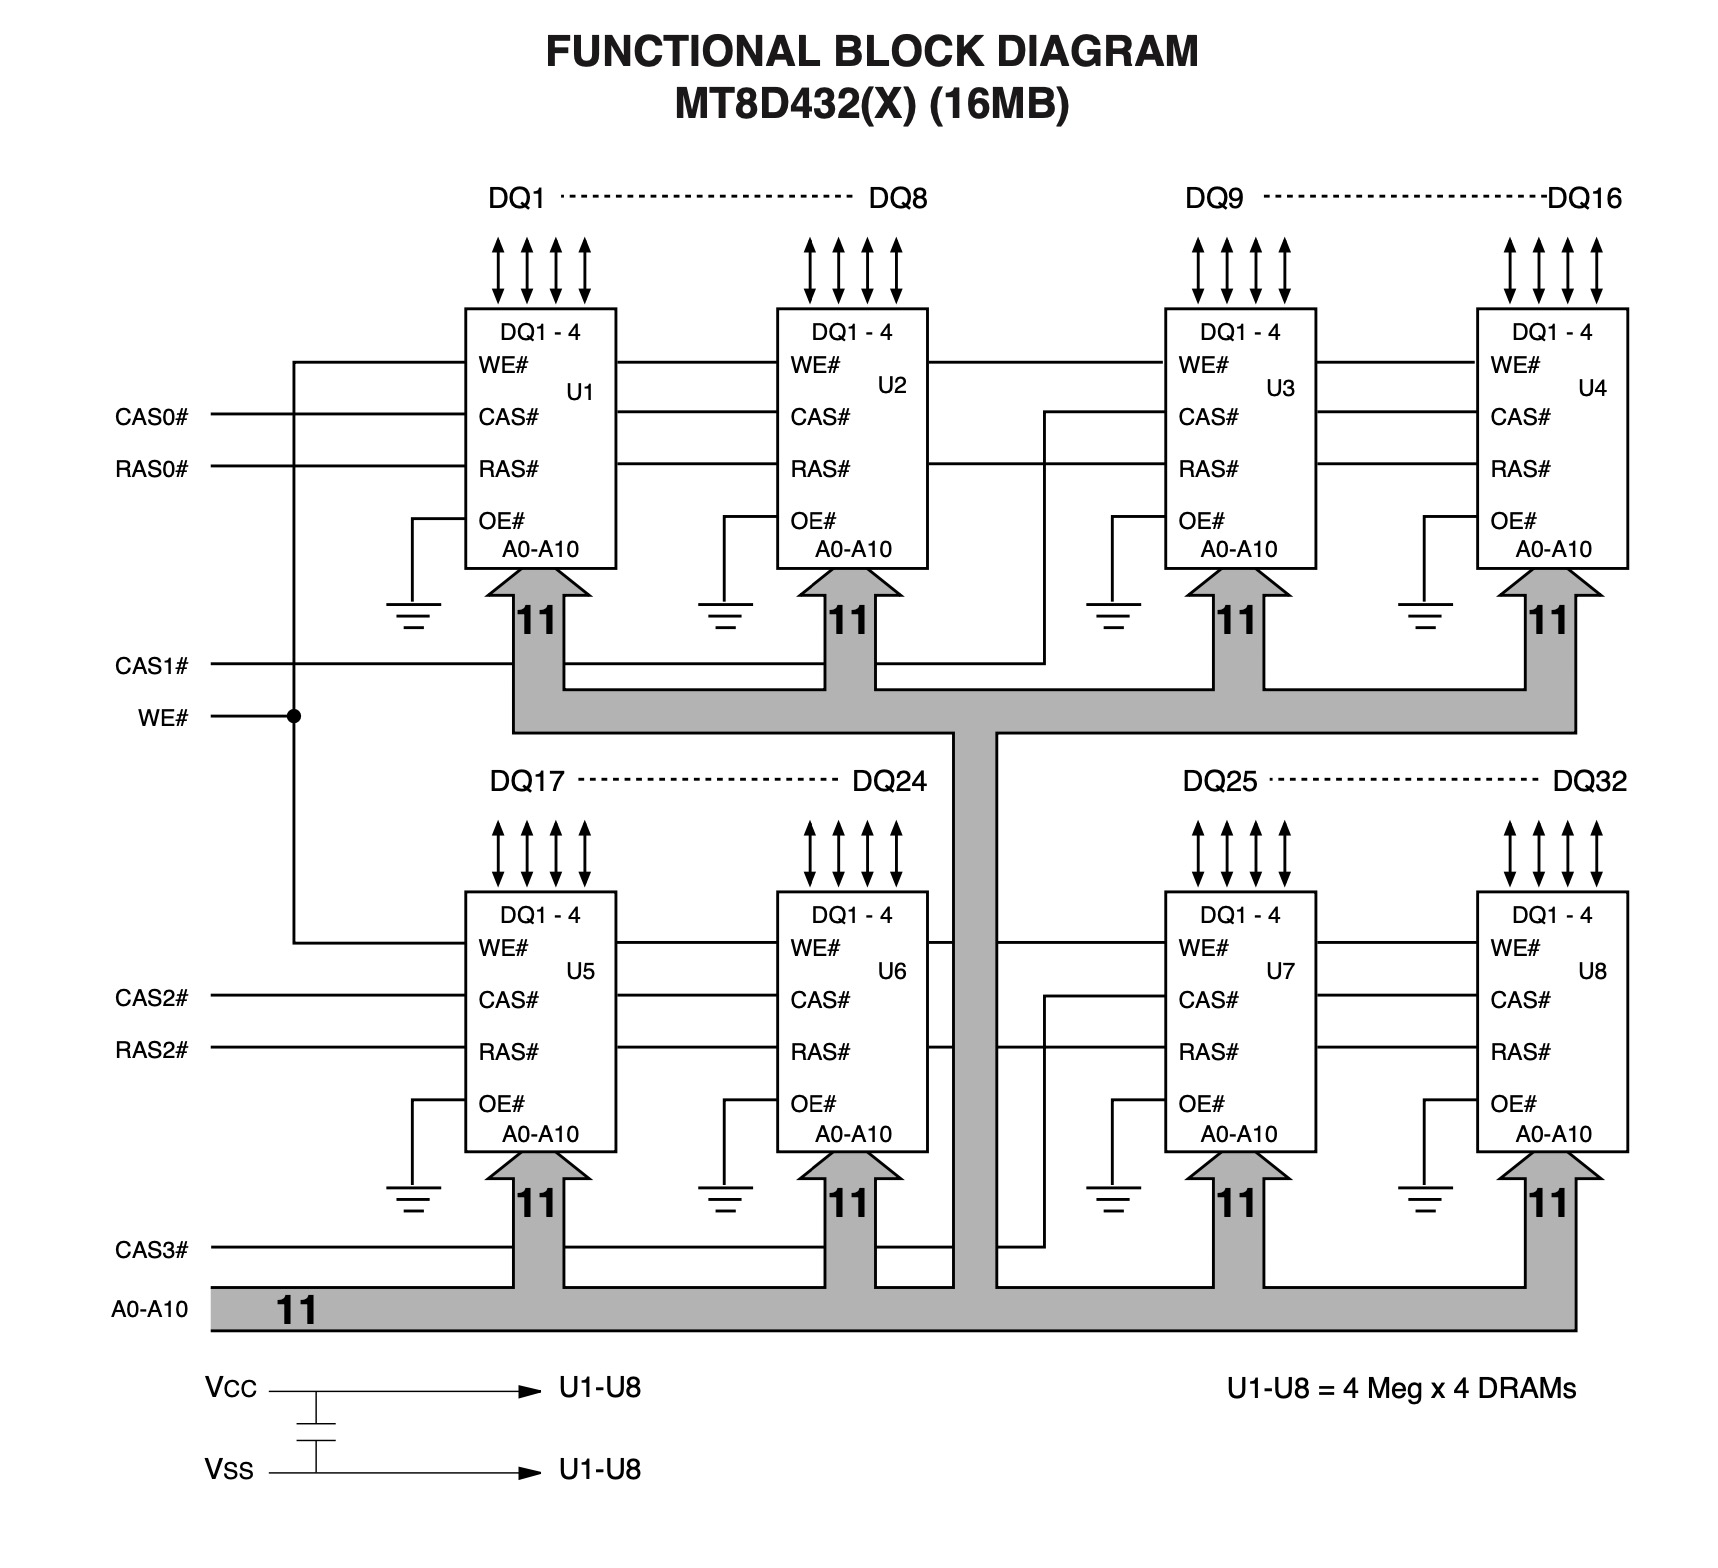 FUNCTIONAL BLOCK DIAGRAM
MT8D432(X) (16MB)
DQ1 DQ8 DQ9 DQ16
DQ1 - 4 DQ1 - 4 DQ1 - 4 DQ1 - 4
WE# WE# WE# WE#
U1 U2 U3 U4
CAS0# CAS# CAS# CAS# CAS#
RAS0# RAS# RAS# RAS# RAS#
OE# OE# OE# OE#
A0-A10 A0-A10 A0-A10 A0-A10
11 11 11 11
CAS1#
WE#
DQ17 DQ24 DQ25 DQ32
DQ1 - 4 DQ1 - 4 DQ1 - 4 DQ1 - 4
WE# WE# WE# WE#
U5 U6 U7 U8
CAS2# CAS# CAS# CAS# CAS#
RAS2# RAS# RAS# RAS# RAS#
OE# OE# OE# OE#
A0-A10 A0-A10 A0-A10 A0-A10
11 11 11 11
CAS3#
A0-A10 11
VCC U1-U8 U1-U8 = 4 Meg x 4 DRAMs
VSS U1-U8